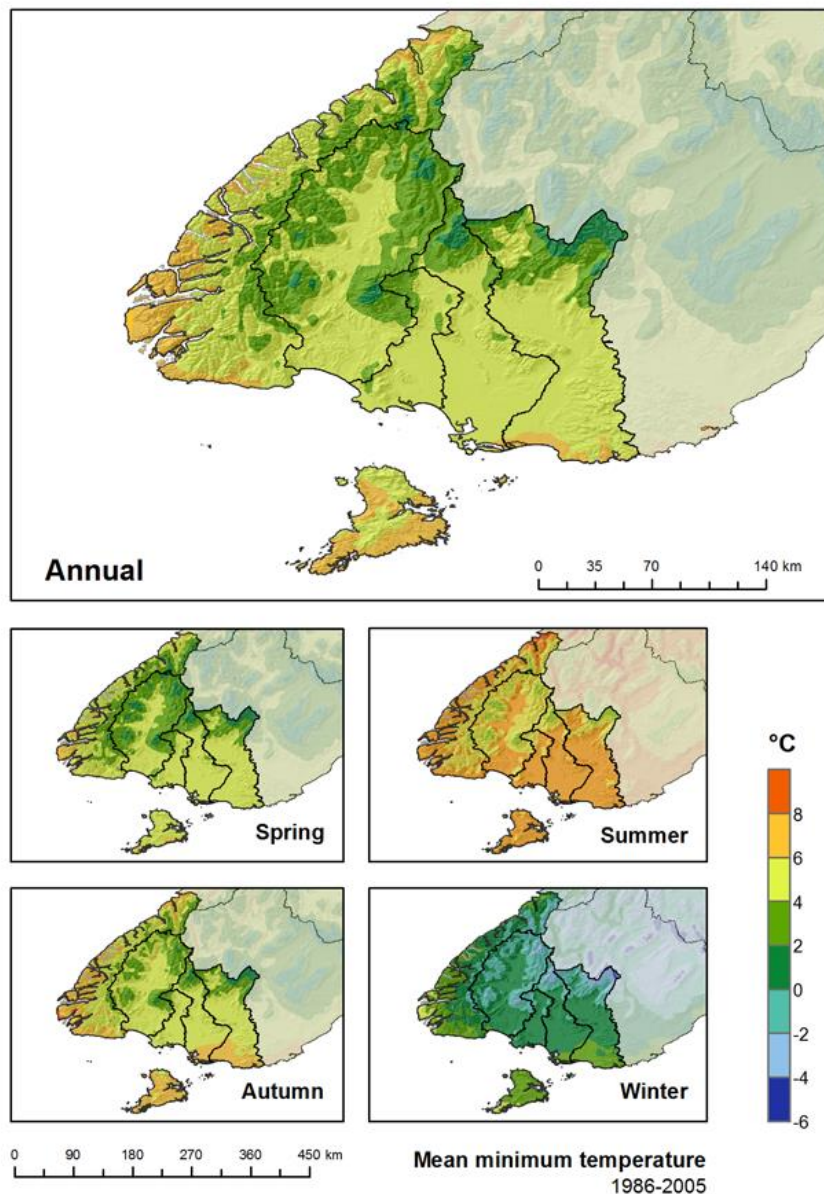 Annual
0 35 70 140 km
Spring
Summer
°C
8
6
4
2
0
-2
-4
-6
Autumn
Winter
0 90 180 270 360 450 km
Mean minimum temperature
1986-2005